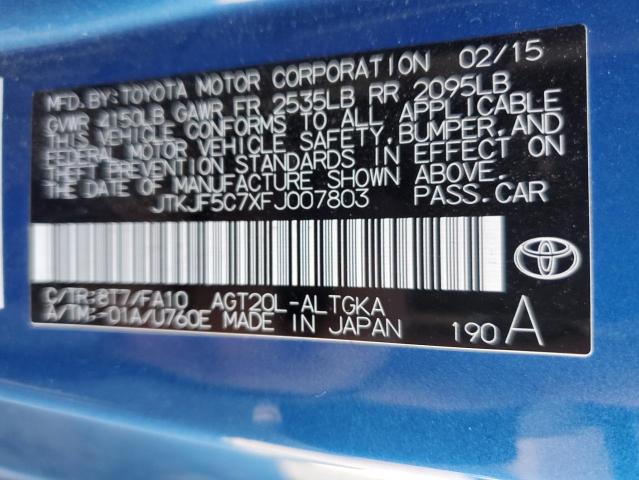 MFD.BY:TOYOTA MOTOR CORPORATION 02/15
GVWR 4150LB GAWR FR 2535LB RR 2095LB
THIS VEHICLE CONFORMS TO ALL APPLICABLE
FEDERAL MOTOR VEHICLE SAFETY,BUMPER,AND
THEFT PREVENTION STANDARDS IN EFFECT ON
THE DATE OF MANUFACTURE SHOWN ABOVE.
JTKJF5C7XFJ007803 PASS.CAR
C/TR:8T7/FA10 AGT20L-ALTGKA
A/TM:-01A/U760E MADE IN JAPAN 190 A